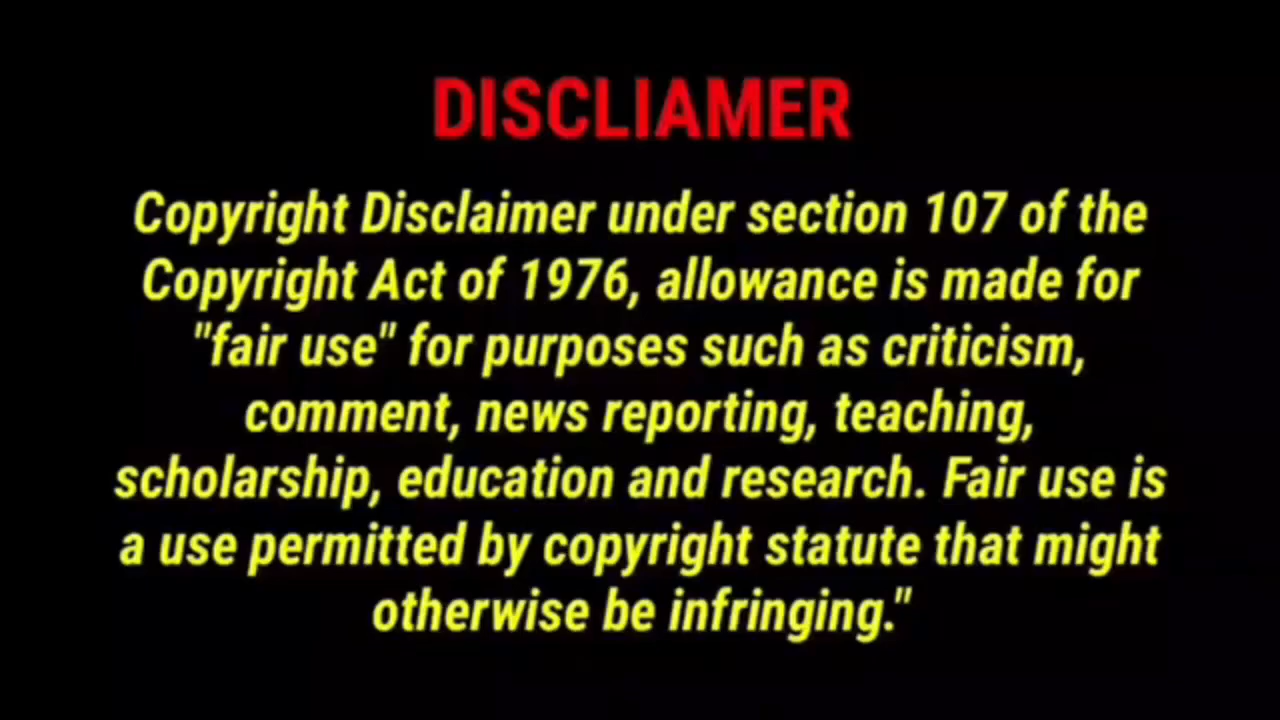 DISCLIAMER
Copyright Disclaimer under section 107 of the
Copyright Act of 1976, allowance is made for
"fair use" for purposes such as criticism,
comment, news reporting, teaching,
scholarship, education and research. Fair use is
a use permitted by copyright statute that might
otherwise be infringing."